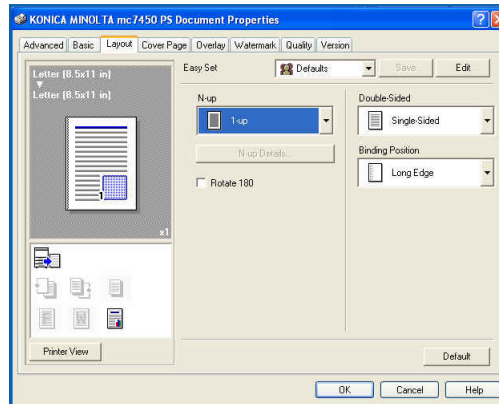 KONICA MINOLTA mc7450 PS Document Properties
Advanced Basic Layout Cover Page Overlay Watermark Quality Version
Letter (8.5x11 in)
Letter (8.5x11 in)
1
x1
Printer View
Easy Set Defaults Save... Edit
N-up
1-up
N-up Details...
Rotate 180
Double-Sided
Single-Sided
Binding Position
Long Edge
Default
OK Cancel Help